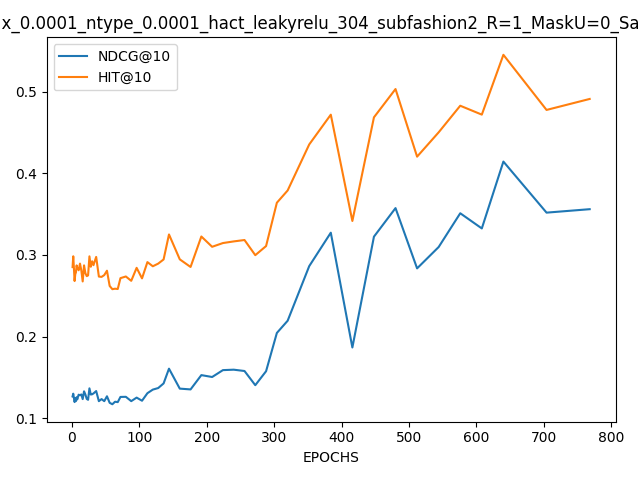 x_0.0001_ntype_0.0001_hact_leakyrelu_304_subfashion2_R=1_MaskU=0_Sa
NDCG@10
HIT@10
0.5
0.4
0.3
0.2
0.1
0 100 200 300 400 500 600 700 800
EPOCHS